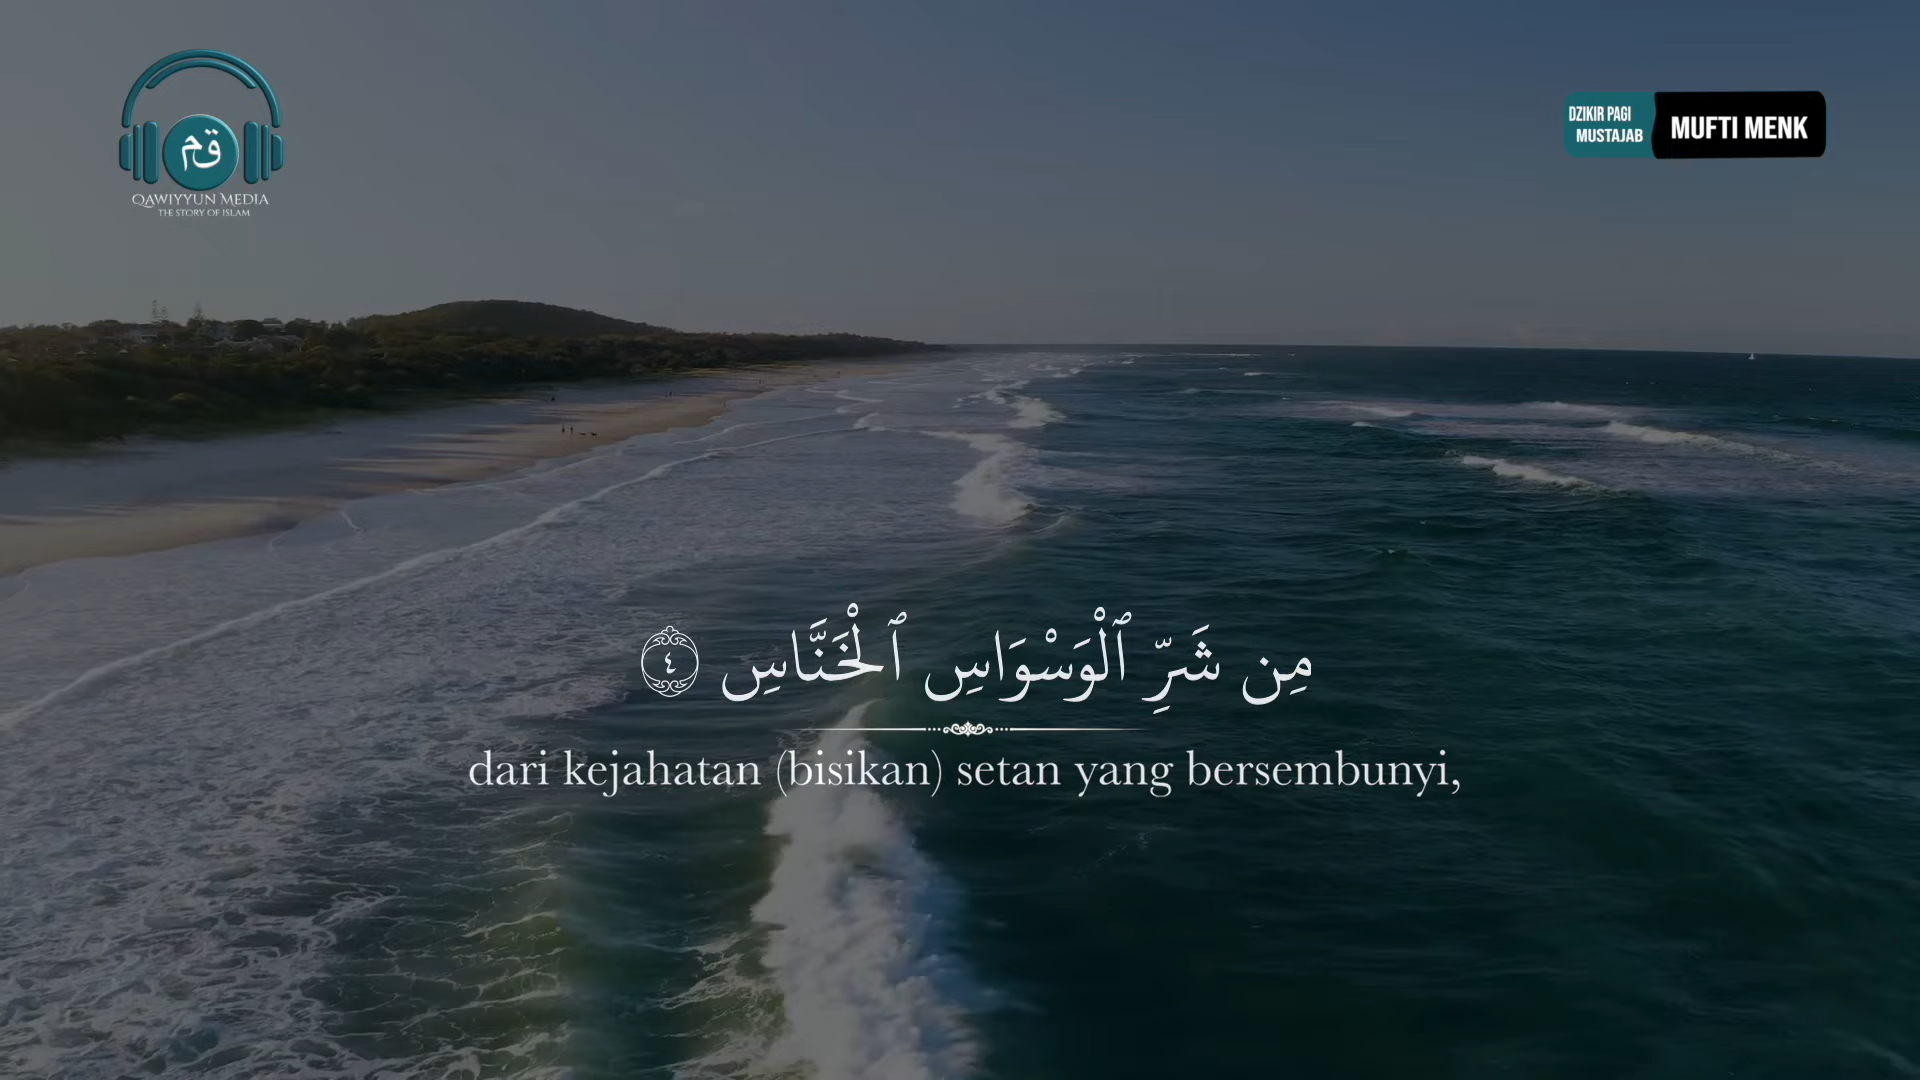 قم
QAWIYYUN MEDIA
THE STORY OF ISLAM
DZIKIR PAGI
MUSTAJAB
MUFTI MENK
مِن شَرِّ ٱلْوَسْوَاسِ ٱلْخَنَّاسِ ٤
dari kejahatan (bisikan) setan yang bersembunyi,